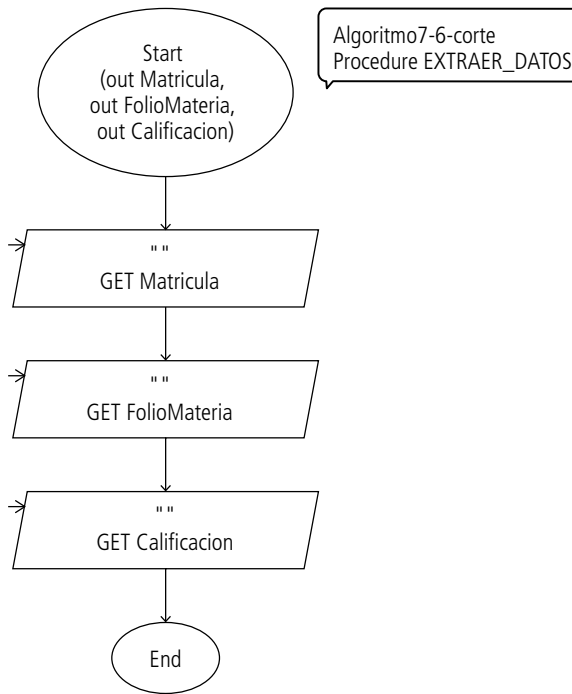 Start
(out Matricula,
out FolioMateria,
out Calificacion)
Algoritmo7-6-corte
Procedure EXTRAER_DATOS
" "
GET Matricula
" "
GET FolioMateria
" "
GET Calificacion
End